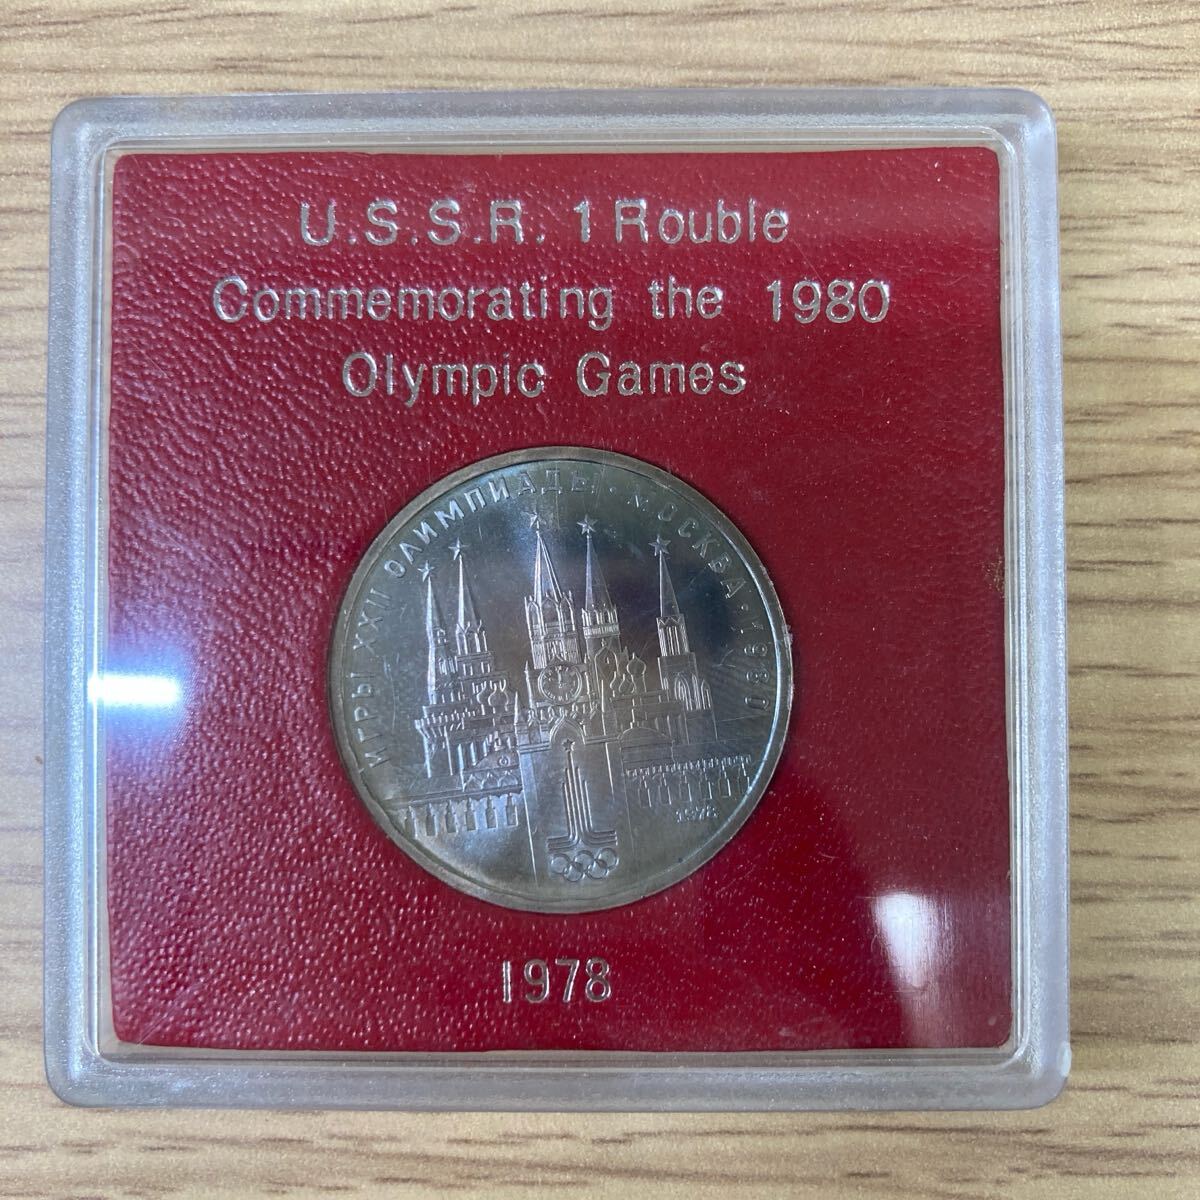 U.S.S.R. 1 Rouble
Commemorating the 1980
Olympic Games
ИГРЫ XXII ОЛИМПИАДЫ · МОСКВА · 1980
1978
1978